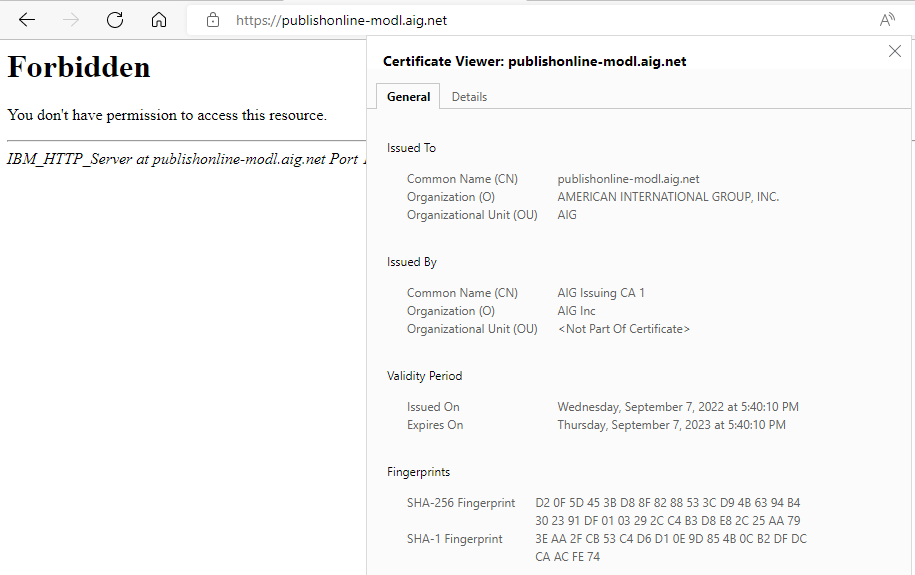 https://publishonline-modl.aig.net
Forbidden
You don't have permission to access this resource.
IBM_HTTP_Server at publishonline-modl.aig.net Port
Certificate Viewer: publishonline-modl.aig.net
General Details
Issued To
Common Name (CN) publishonline-modl.aig.net
Organization (O) AMERICAN INTERNATIONAL GROUP, INC.
Organizational Unit (OU) AIG
Issued By
Common Name (CN) AIG Issuing CA 1
Organization (O) AIG Inc
Organizational Unit (OU) <Not Part Of Certificate>
Validity Period
Issued On Wednesday, September 7, 2022 at 5:40:10 PM
Expires On Thursday, September 7, 2023 at 5:40:10 PM
Fingerprints
SHA-256 Fingerprint D2 0F 5D 45 3B D8 8F 82 88 53 3C D9 4B 63 94 B4
30 23 91 DF 01 03 29 2C C4 B3 D8 E8 2C 25 AA 79
SHA-1 Fingerprint 3E AA 2F CB 53 C4 D6 D1 0E 9D 85 4B 0C B2 DF DC
CA AC FE 74